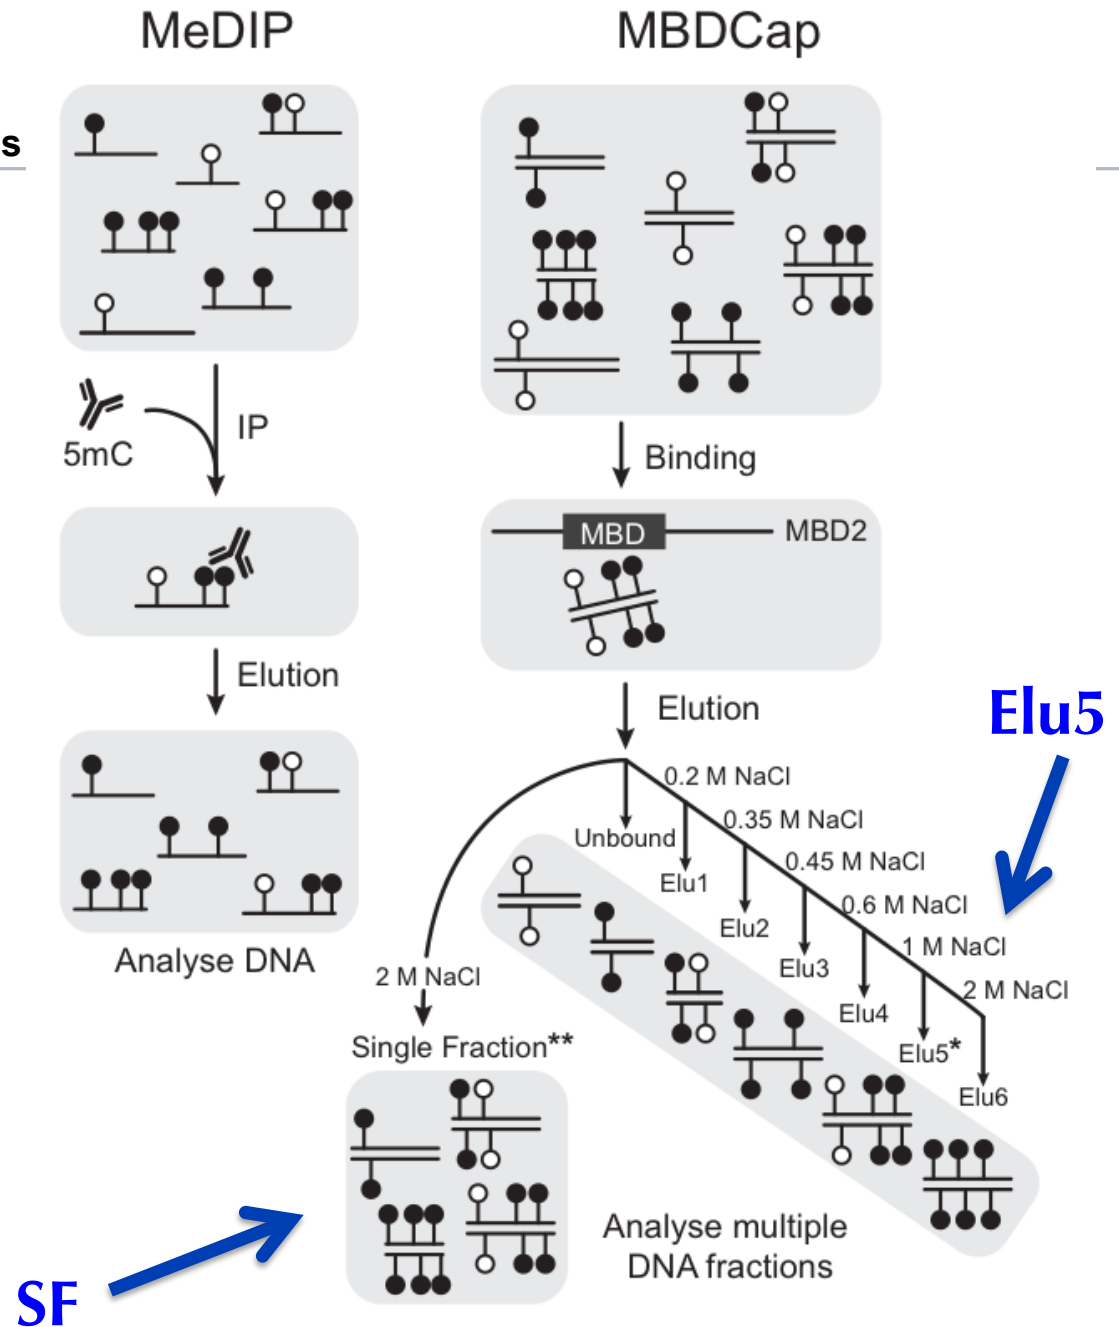 MeDIP
MBDCap
s
IP
5mC
Binding
MBD
MBD2
Elution
Elution
Elu5
0.2 M NaCl
Unbound
0.35 M NaCl
Elu1
0.45 M NaCl
Elu2
0.6 M NaCl
Elu3
1 M NaCl
Elu4
2 M NaCl
Elu5*
Elu6
Analyse DNA
2 M NaCl
Single Fraction**
Analyse multiple
DNA fractions
SF